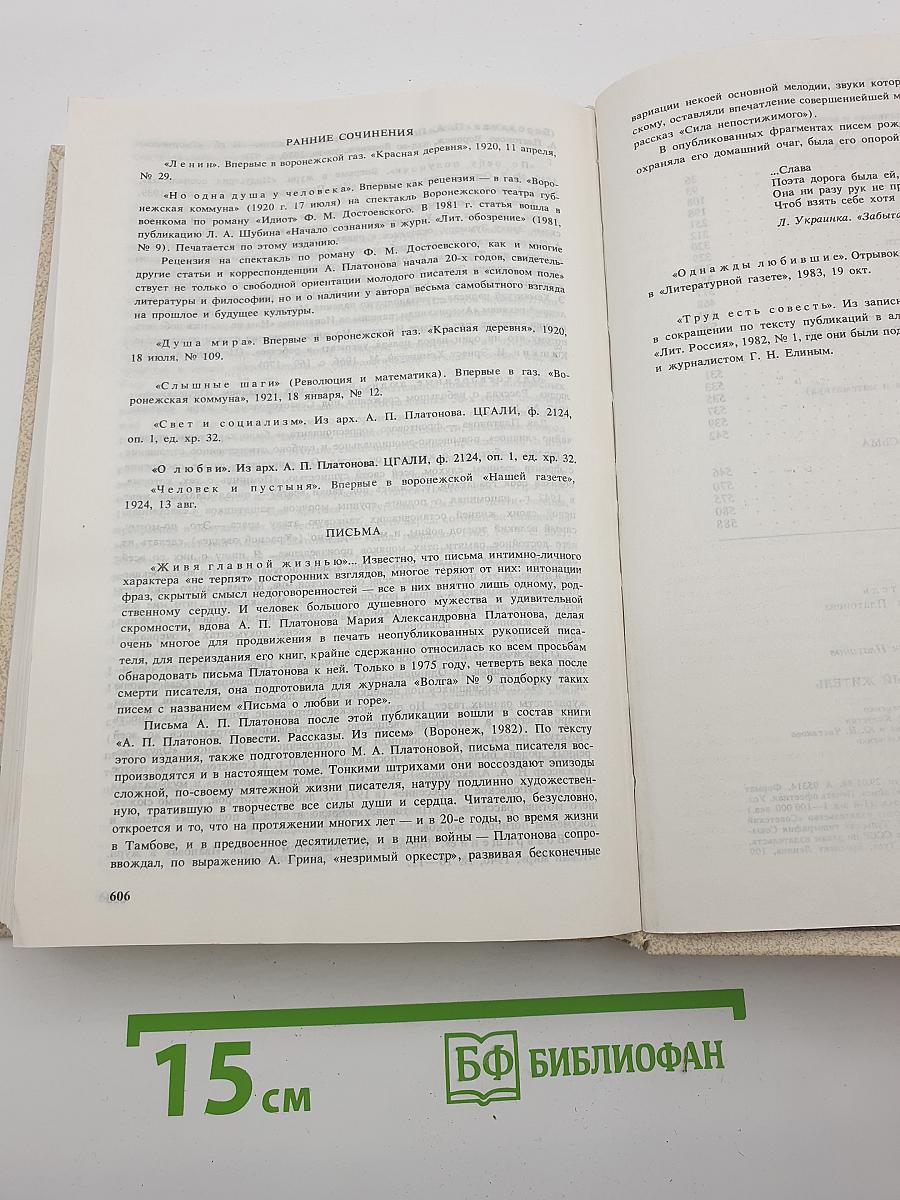 РАННИЕ СОЧИНЕНИЯ
«Ленин». Впервые в воронежской газ. «Красная деревня», 1920, 11 апреля,
№ 29.
«Но одна душа у человека». Впервые как рецензия — в газ. «Воро-
нежская коммуна» (1920 г. 17 июля) на спектакль Воронежского театра губ-
военкома по роману «Идиот» Ф. М. Достоевского. В 1981 г. статья вошла в
публикацию Л. А. Шубина «Начало сознания» в журн. «Лит. обозрение» (1981,
№ 9). Печатается по этому изданию.
Рецензия на спектакль по роману Ф. М. Достоевского, как и многие
другие статьи и корреспонденции А. Платонова начала 20-х годов, свидетель-
ствует не только о свободной ориентации молодого писателя в «силовом поле»
литературы и философии, но и о наличии у автора весьма самобытного взгляда
на прошлое и будущее культуры.
«Душа мира». Впервые в воронежской газ. «Красная деревня», 1920,
18 июля, № 109.
«Слышные шаги» (Революция и математика). Впервые в газ. «Во-
ронежская коммуна», 1921, 18 января, № 12.
«Свет и социализм». Из арх. А. П. Платонова. ЦГАЛИ, ф. 2124,
оп. 1, ед. хр. 32.
«О любви». Из арх. А. П. Платонова. ЦГАЛИ, ф. 2124, оп. 1, ед. хр. 32.
«Человек и пустыня». Впервые в воронежской «Нашей газете»,
1924, 13 авг.
ПИСЬМА
«Живя главной жизнью»... Известно, что письма интимно-личного
характера «не терпят» посторонних взглядов, многое теряют от них: интонации
фраз, скрытый смысл недоговоренностей — все в них внятно лишь одному, род-
ственному сердцу. И человек большого душевного мужества и удивительной
скромности, вдова А. П. Платонова Мария Александровна Платонова, делая
очень многое для продвижения в печать неопубликованных рукописей писа-
теля, для переиздания его книг, крайне сдержанно относилась ко всем просьбам
обнародовать письма Платонова к ней. Только в 1975 году, четверть века после
смерти писателя, она подготовила для журнала «Волга» № 9 подборку таких
писем с названием «Письма о любви и горе».
Письма А. П. Платонова после этой публикации вошли в состав книги
«А. П. Платонов. Повести. Рассказы. Из писем» (Воронеж, 1982). По тексту
этого издания, также подготовленного М. А. Платоновой, письма писателя вос-
производятся и в настоящем томе. Тонкими штрихами они воссоздают эпизоды
сложной, по-своему мятежной жизни писателя, натуру подлинно художествен-
ную, тратившую в творчестве все силы души и сердца. Читателю, безусловно,
откроется и то, что на протяжении многих лет — и в 20-е годы, во время жизни
в Тамбове, и в предвоенное десятилетие, и в дни войны — Платонова сопро-
вождал, по выражению А. Грина, «незримый оркестр», развивая бесконечные
606
вариации некоей основной мелодии, звуки котор
скому, оставляли впечатление совершеннейшей м
рассказ «Сила непостижимого»).
В опубликованных фрагментах писем рож
охраняла его домашний очаг, была его опорой
...Слава
Поэта дорога была ей,
Она ни разу рук не пр
Чтоб взять себе хотя
Л. Украинка. «Забыта
«Однажды любившие». Отрывок
в «Литературной газете», 1983, 19 окт.
«Труд есть совесть». Из запис
в сокращении по тексту публикаций в ал
«Лит. Россия», 1982, № 1, где они были под
и журналистом Г. Н. Елиным.
15 см
БФ БИБЛИОФАН